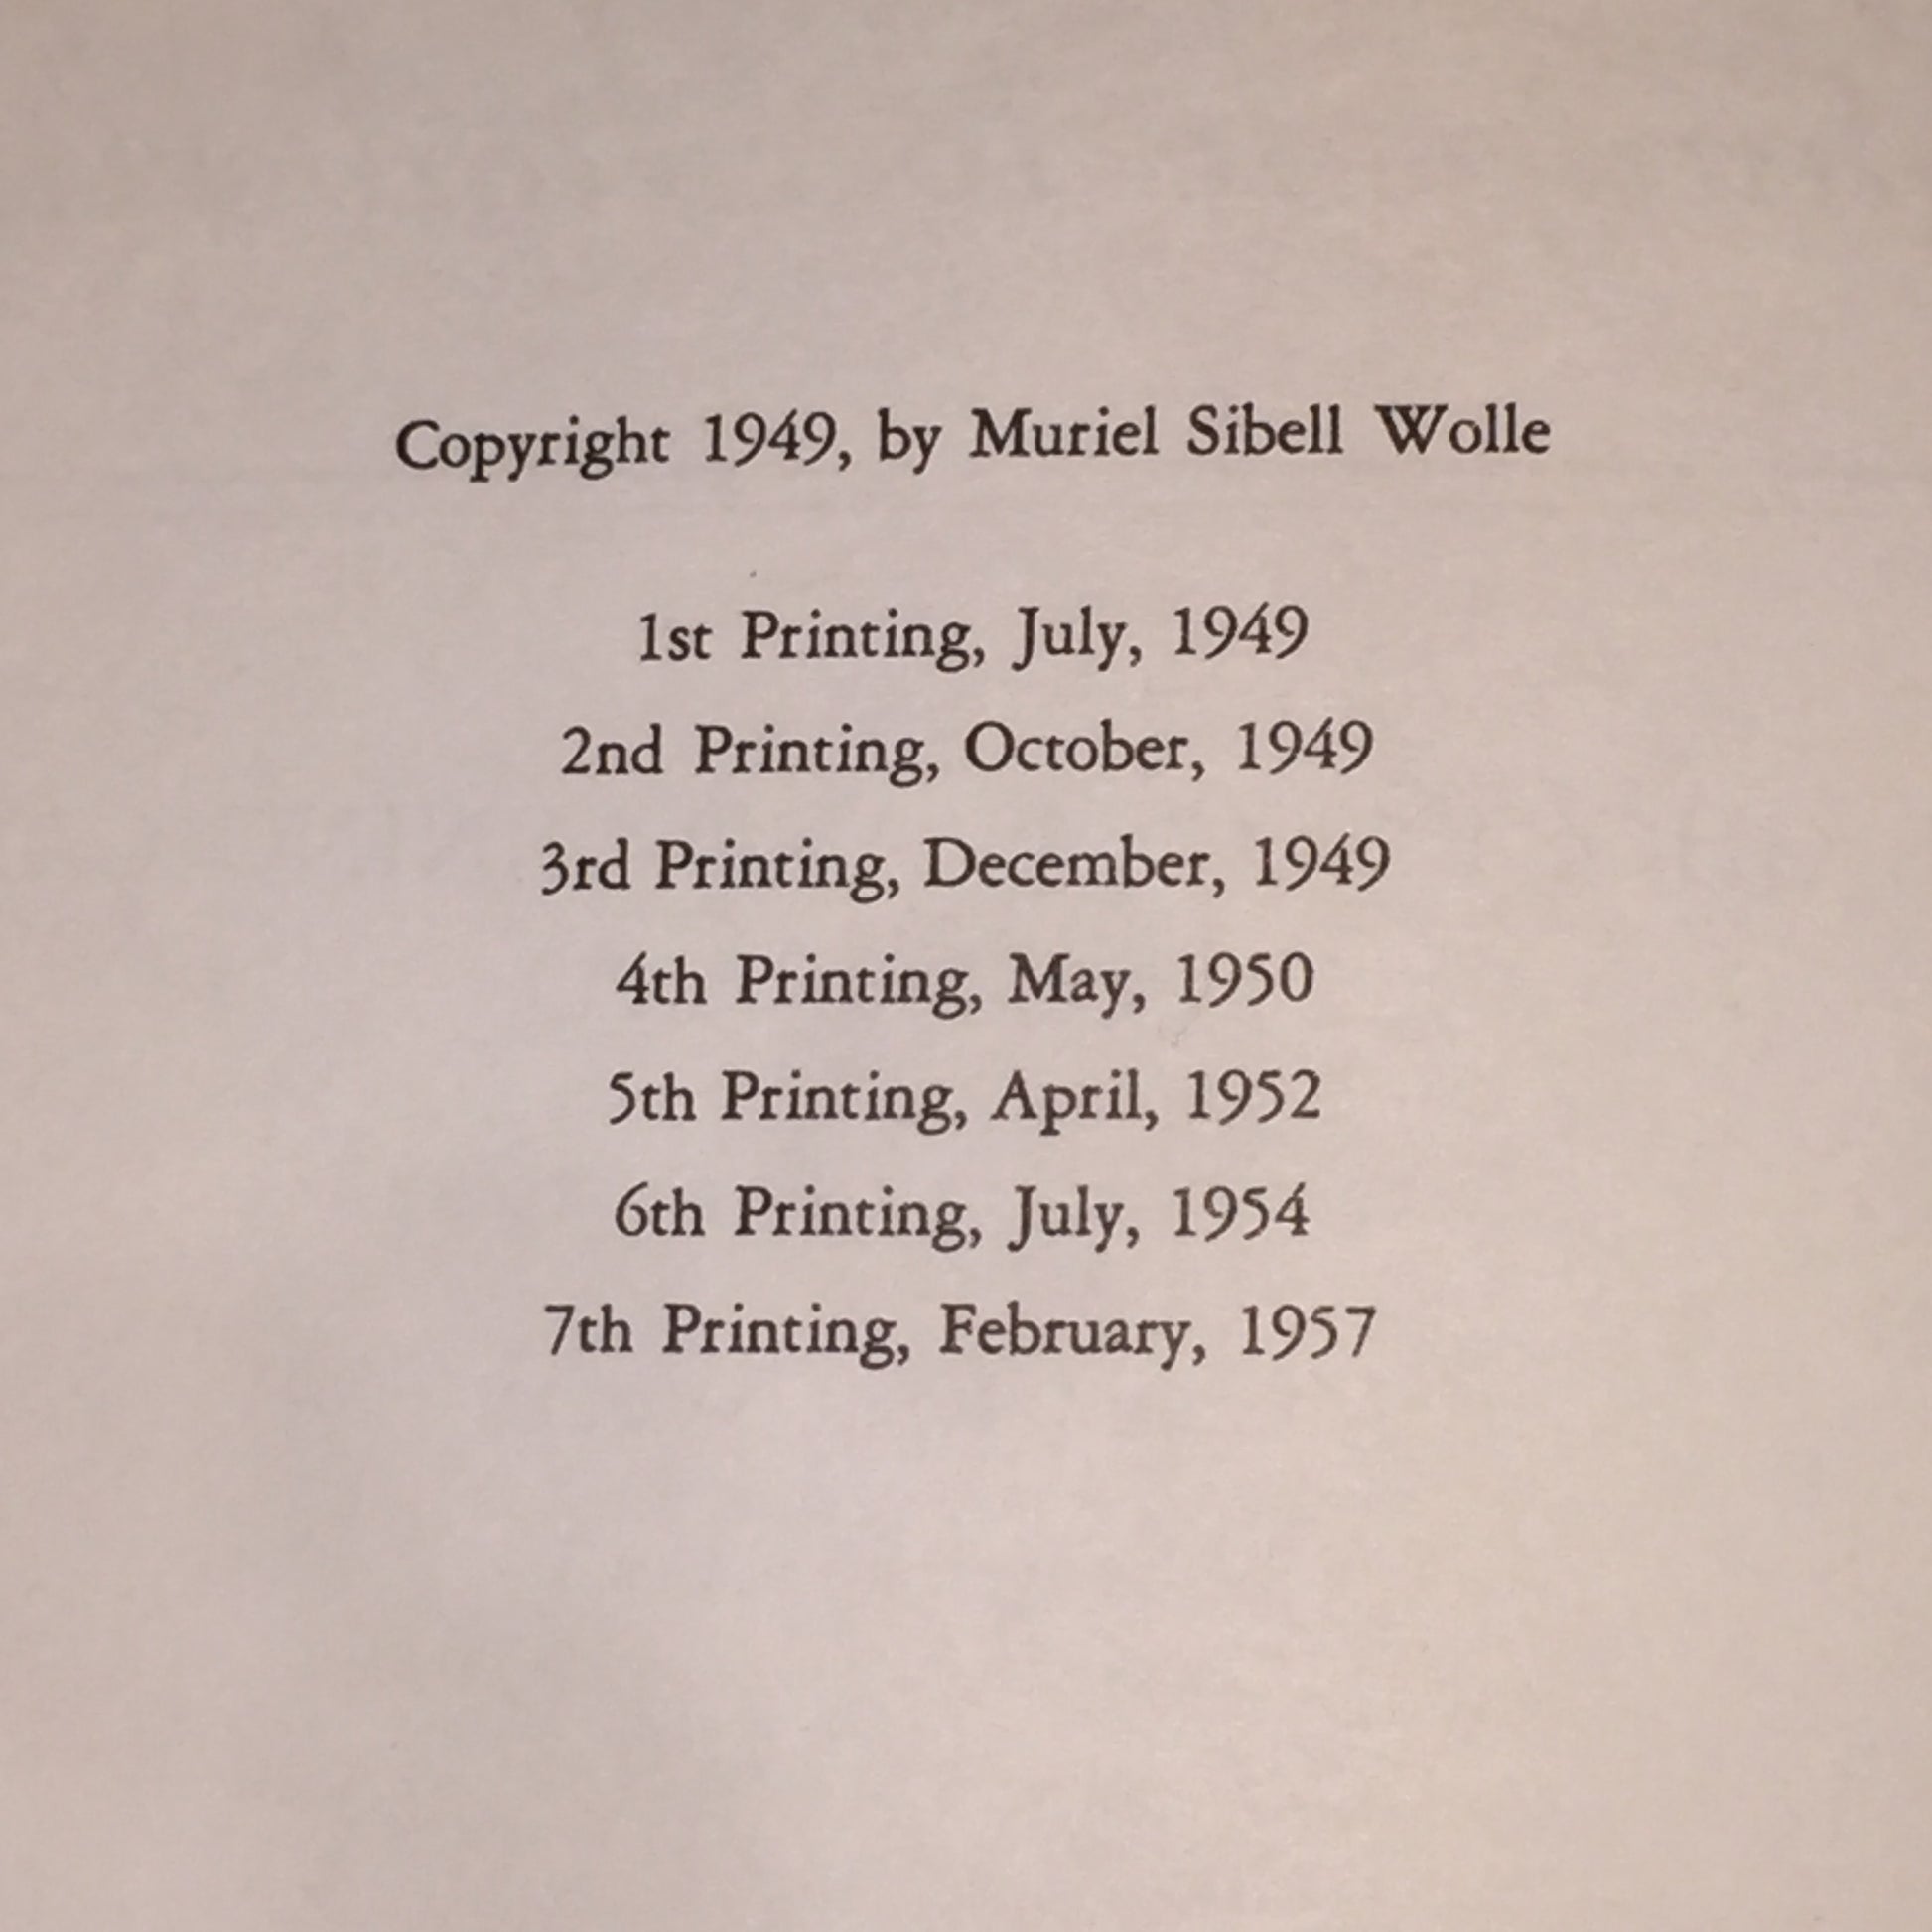 Copyright 1949, by Muriel Sibell Wolle
1st Printing, July, 1949
2nd Printing, October, 1949
3rd Printing, December, 1949
4th Printing, May, 1950
5th Printing, April, 1952
6th Printing, July, 1954
7th Printing, February, 1957